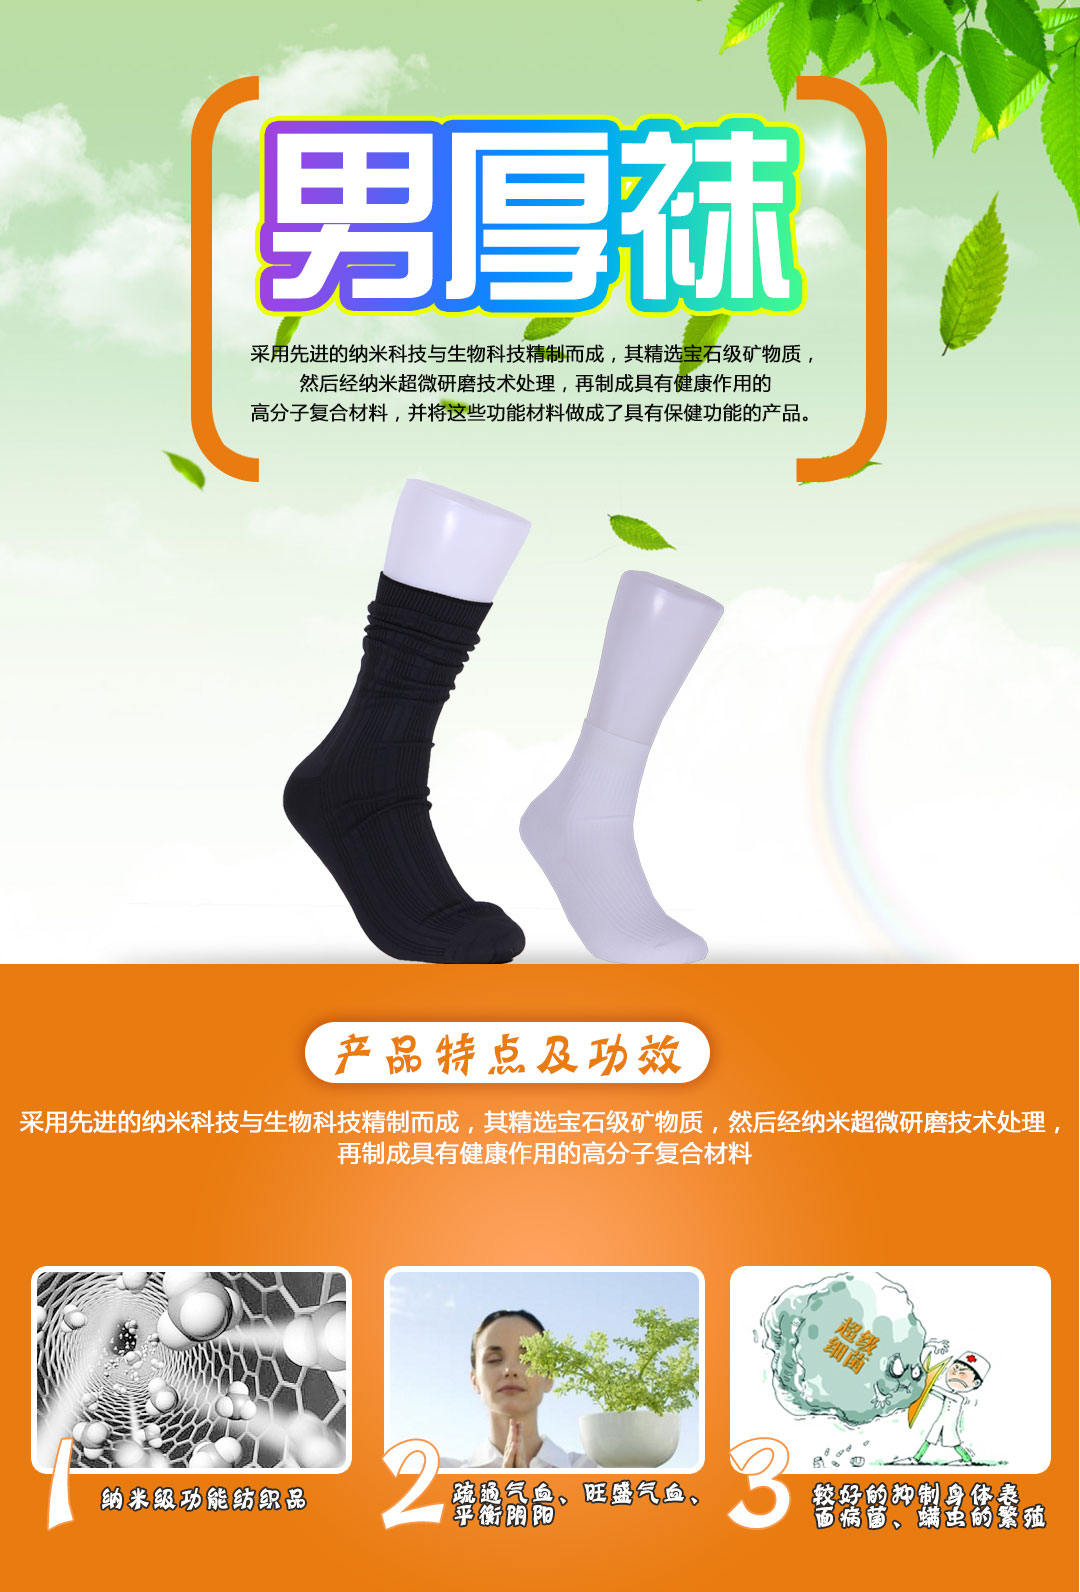 男厚袜
采用先进的纳米科技与生物科技精制而成，其精选宝石级矿物质，
然后经纳米超微研磨技术处理，再制成具有健康作用的
高分子复合材料，并将这些功能材料做成了具有保健功能的产品。
产品特点及功效
采用先进的纳米科技与生物科技精制而成，其精选宝石级矿物质，然后经纳米超微研磨技术处理，
再制成具有健康作用的高分子复合材料
超级
细菌
1
纳米级功能纺织品
2
疏通气血、旺盛气血、
平衡阴阳
3
较好的抑制身体表
面病菌、螨虫的繁殖